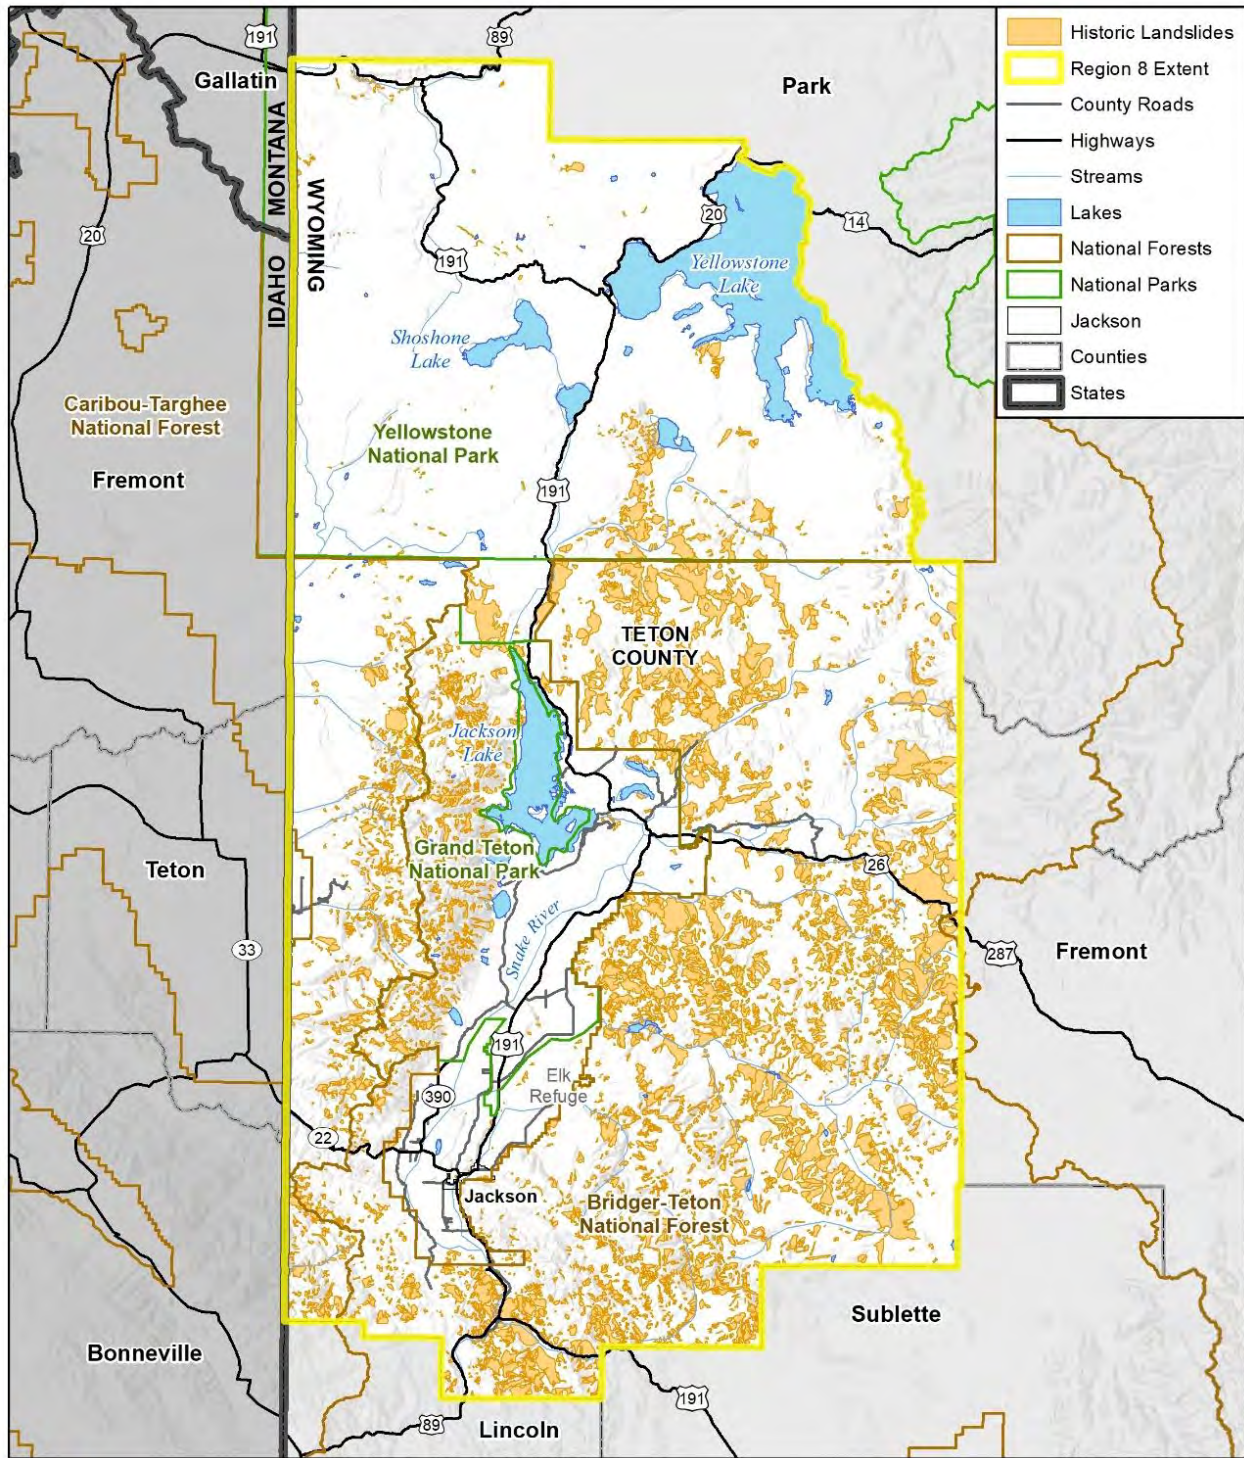 191
89
Gallatin
Park
IDAHO
MONTANA
WYOMING
20
20
14
191
Yellowstone
Lake
Shoshone
Lake
Caribou-Targhee
National Forest
Fremont
Yellowstone
National Park
191
TETON
COUNTY
Jackson
Lake
Grand Teton
National Park
Teton
26
33
Snake River
287
Fremont
191
Elk
Refuge
390
22
Jackson
Bridger-Teton
National Forest
Sublette
Bonneville
191
89
Lincoln
Historic Landslides
Region 8 Extent
County Roads
Highways
Streams
Lakes
National Forests
National Parks
Jackson
Counties
States